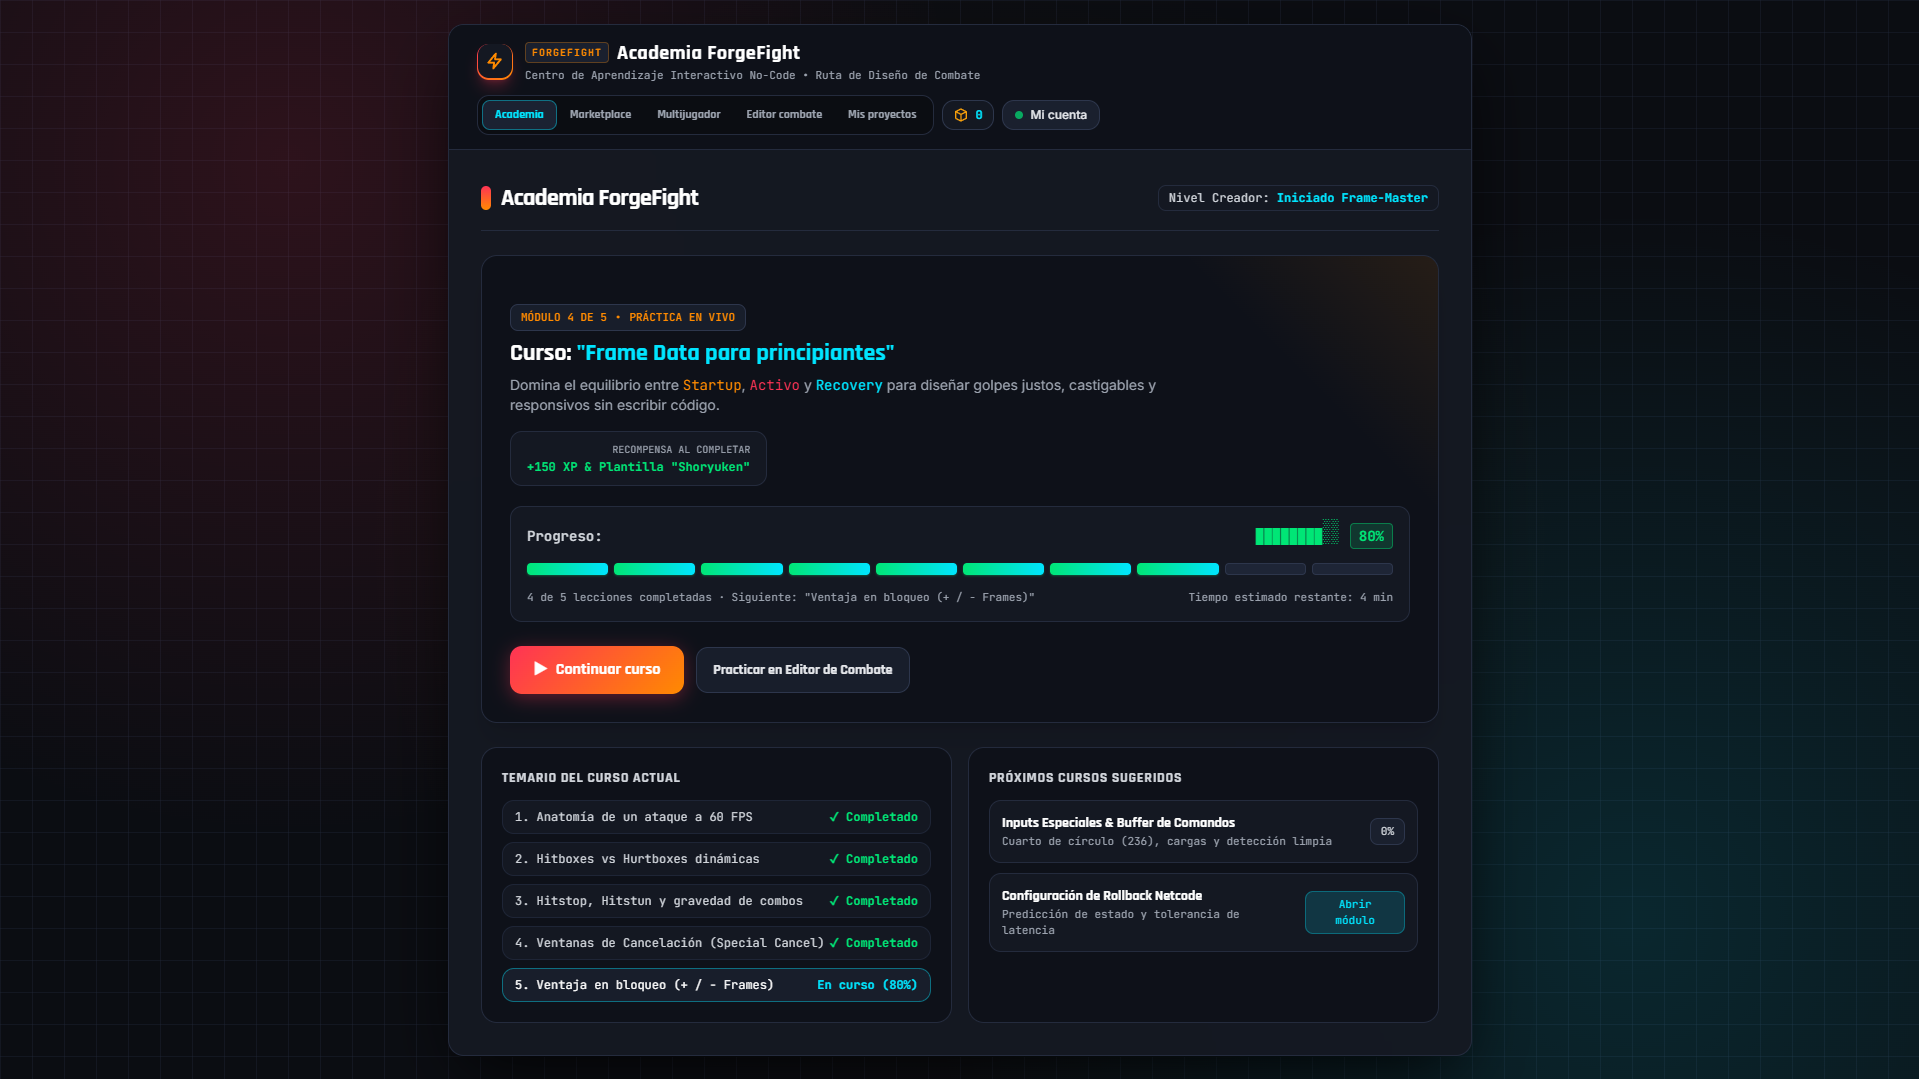 FORGEFIGHT Academia ForgeFight
Centro de Aprendizaje Interactivo No-Code • Ruta de Diseño de Combate
Academia Marketplace Multijugador Editor combate Mis proyectos 0 Mi cuenta
Academia ForgeFight
Nivel Creador: Iniciado Frame-Master
MÓDULO 4 DE 5 • PRÁCTICA EN VIVO
Curso: "Frame Data para principiantes"
Domina el equilibrio entre Startup, Activo y Recovery para diseñar golpes justos, castigables y
responsivos sin escribir código.
RECOMPENSA AL COMPLETAR
+150 XP & Plantilla "Shoryuken"
Progreso: ████████░░ 80%
4 de 5 lecciones completadas · Siguiente: "Ventaja en bloqueo (+ / - Frames)"
Tiempo estimado restante: 4 min
▶ Continuar curso
Practicar en Editor de Combate
TEMARIO DEL CURSO ACTUAL
1. Anatomía de un ataque a 60 FPS ✓ Completado
2. Hitboxes vs Hurtboxes dinámicas ✓ Completado
3. Hitstop, Hitstun y gravedad de combos ✓ Completado
4. Ventanas de Cancelación (Special Cancel) ✓ Completado
5. Ventaja en bloqueo (+ / - Frames) En curso (80%)
PRÓXIMOS CURSOS SUGERIDOS
Inputs Especiales & Buffer de Comandos
Cuarto de círculo (236), cargas y detección limpia
0%
Configuración de Rollback Netcode
Predicción de estado y tolerancia de
latencia
Abrir
módulo